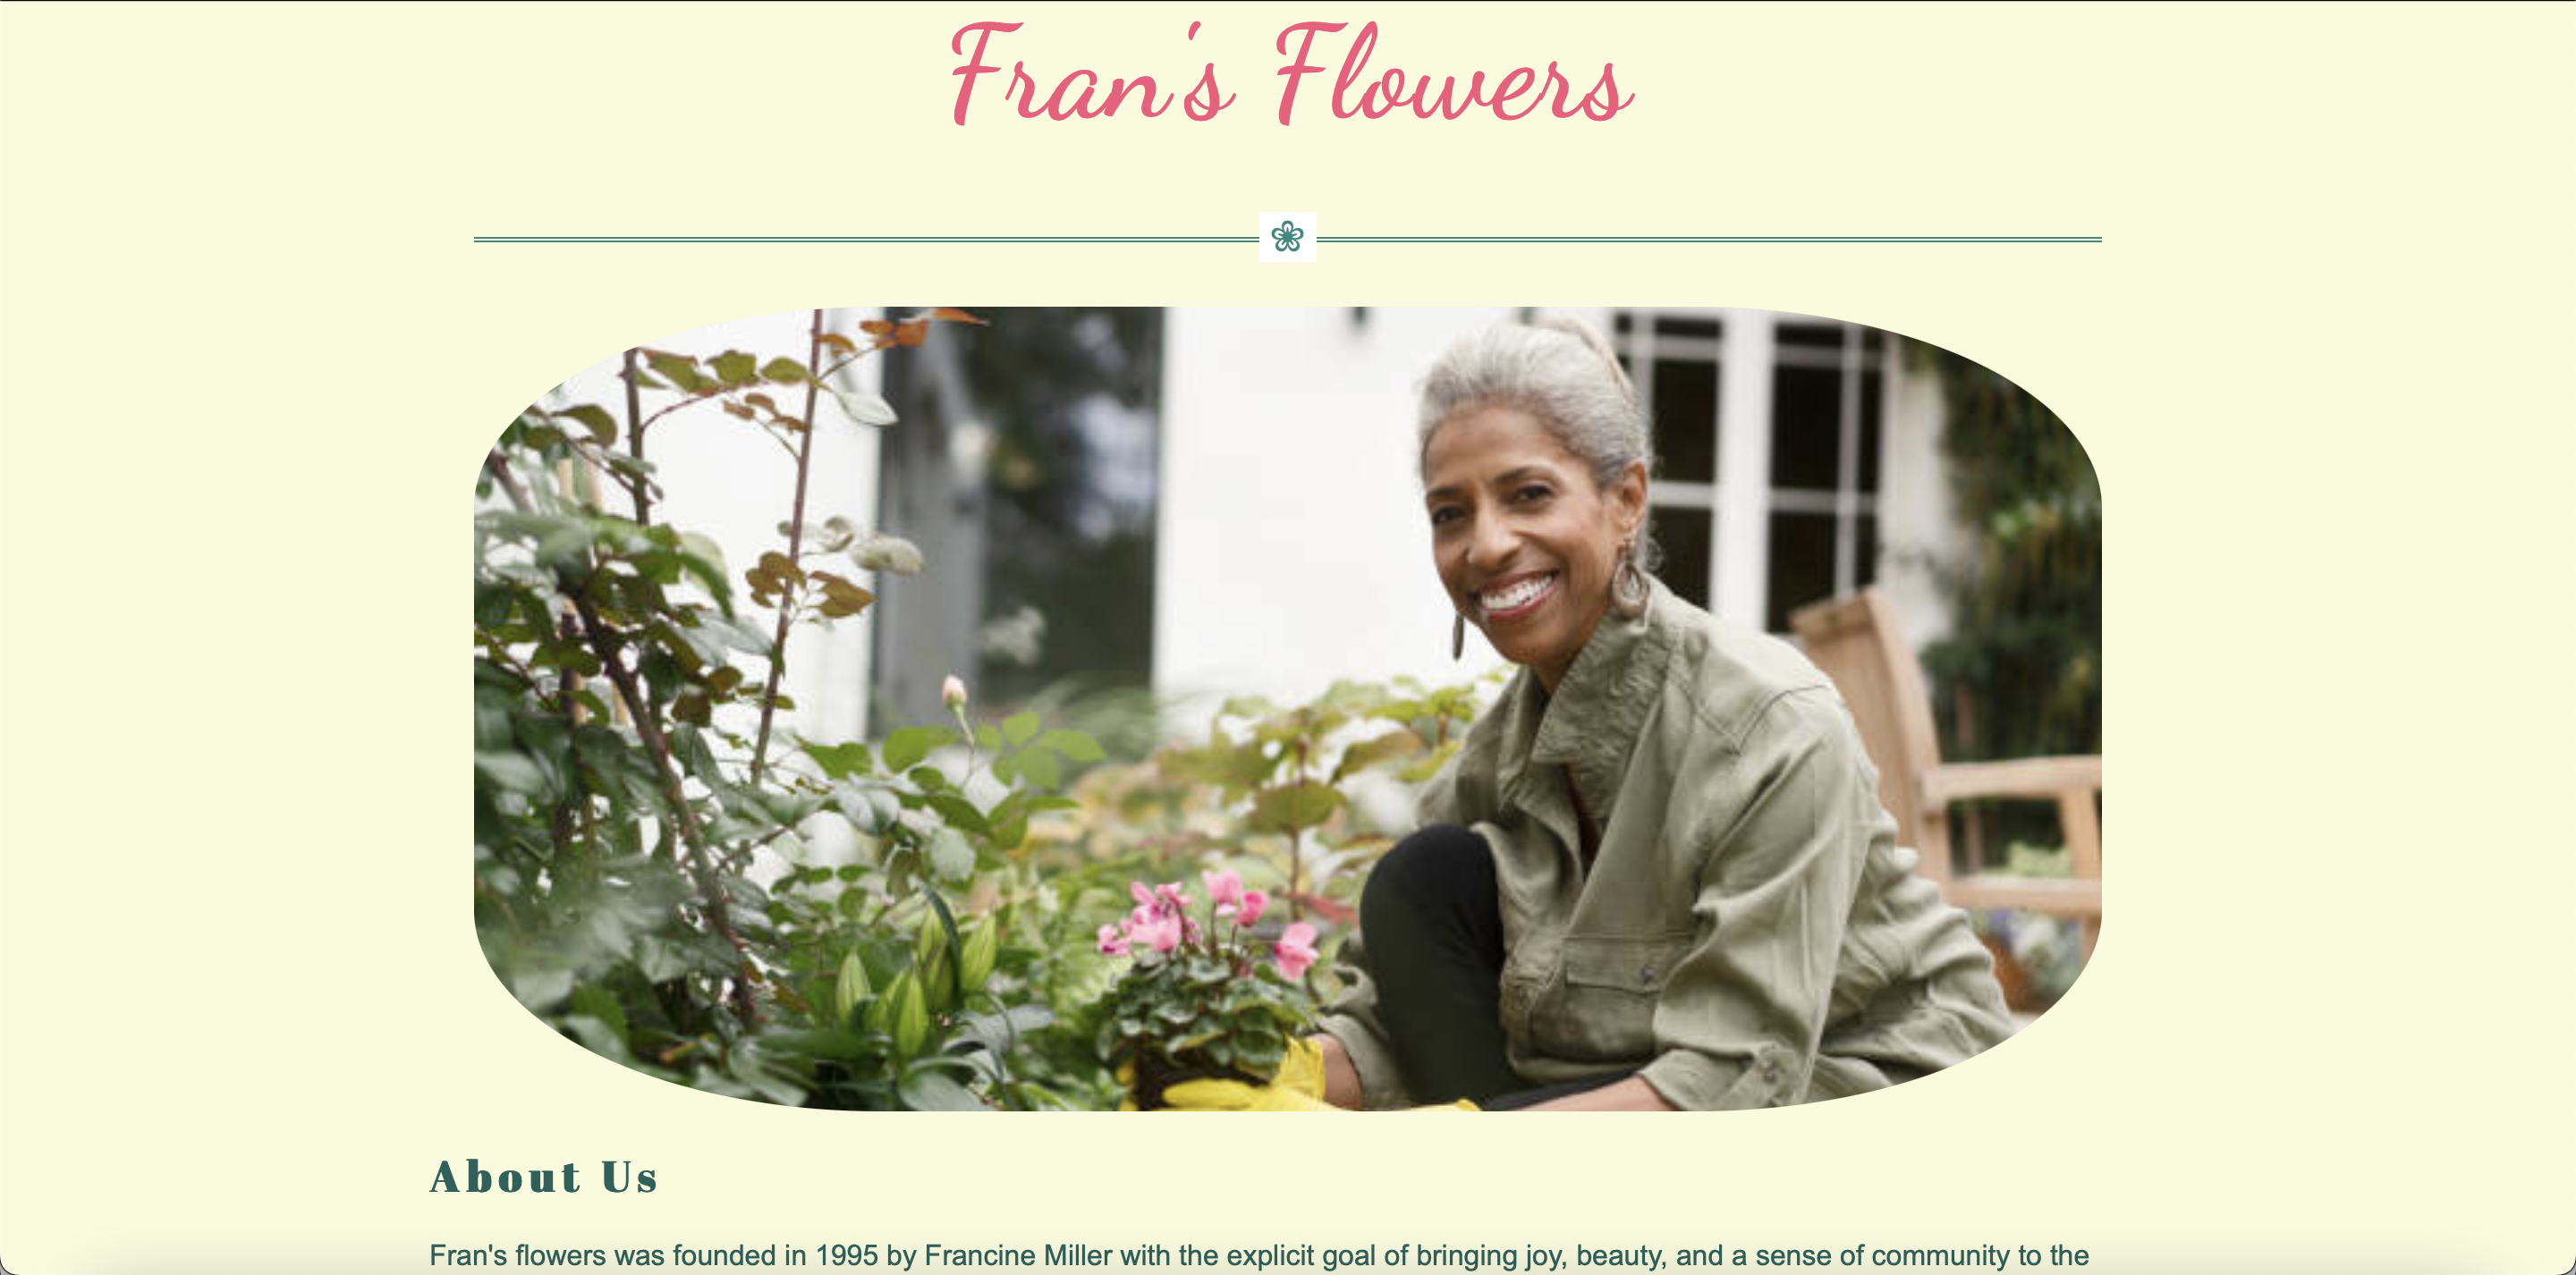 Fran's Flowers
About Us
Fran's flowers was founded in 1995 by Francine Miller with the explicit goal of bringing joy, beauty, and a sense of community to the